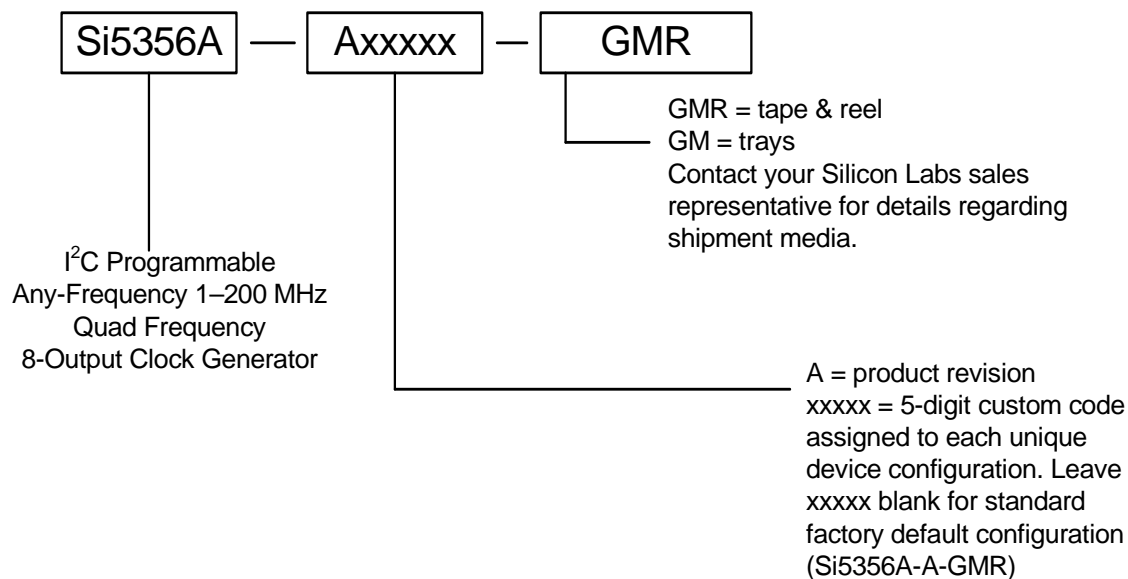 Si5356A — Axxxxx — GMR
GMR = tape & reel
GM = trays
Contact your Silicon Labs sales
representative for details regarding
shipment media.
I²C Programmable
Any-Frequency 1–200 MHz
Quad Frequency
8-Output Clock Generator
A = product revision
xxxxx = 5-digit custom code
assigned to each unique
device configuration. Leave
xxxxx blank for standard
factory default configuration
(Si5356A-A-GMR)